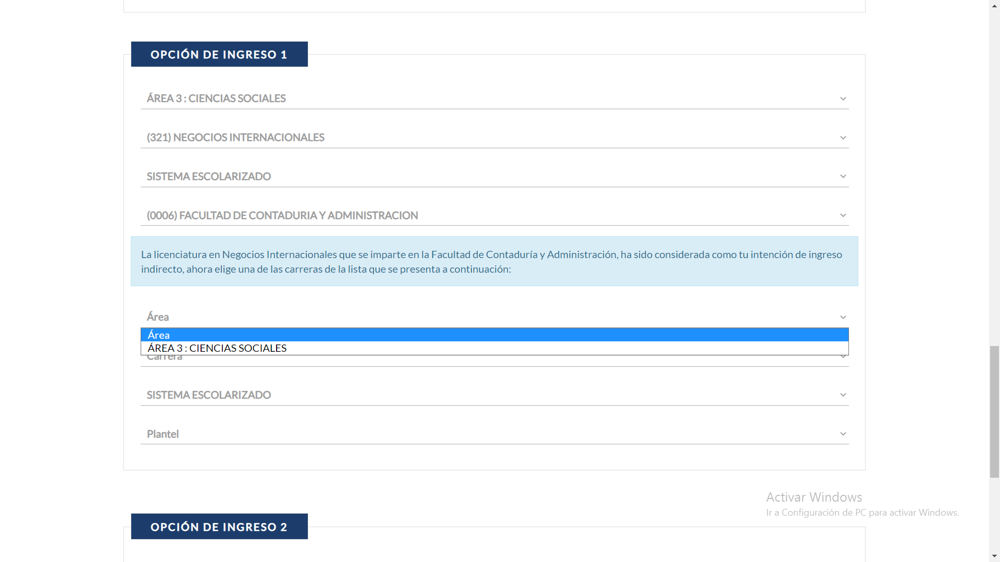 OPCIÓN DE INGRESO 1
ÁREA 3 : CIENCIAS SOCIALES
(321) NEGOCIOS INTERNACIONALES
SISTEMA ESCOLARIZADO
(0006) FACULTAD DE CONTADURIA Y ADMINISTRACION
La licenciatura en Negocios Internacionales que se imparte en la Facultad de Contaduría y Administración, ha sido considerada como tu intención de ingreso
indirecto, ahora elige una de las carreras de la lista que se presenta a continuación:
Área
Área
ÁREA 3 : CIENCIAS SOCIALES
Carrera
SISTEMA ESCOLARIZADO
Plantel
Activar Windows
Ir a Configuración de PC para activar Windows.
OPCIÓN DE INGRESO 2